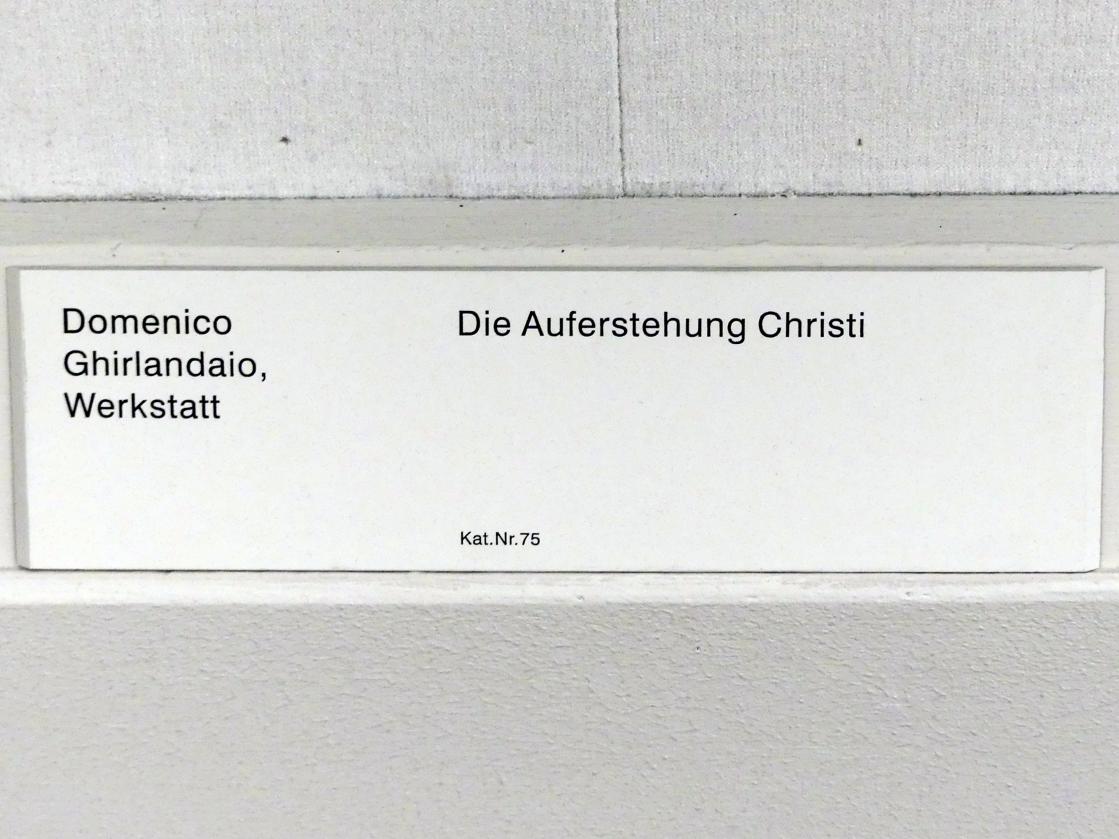 Domenico
Ghirlandaio,
Werkstatt
Die Auferstehung Christi
Kat.Nr.75